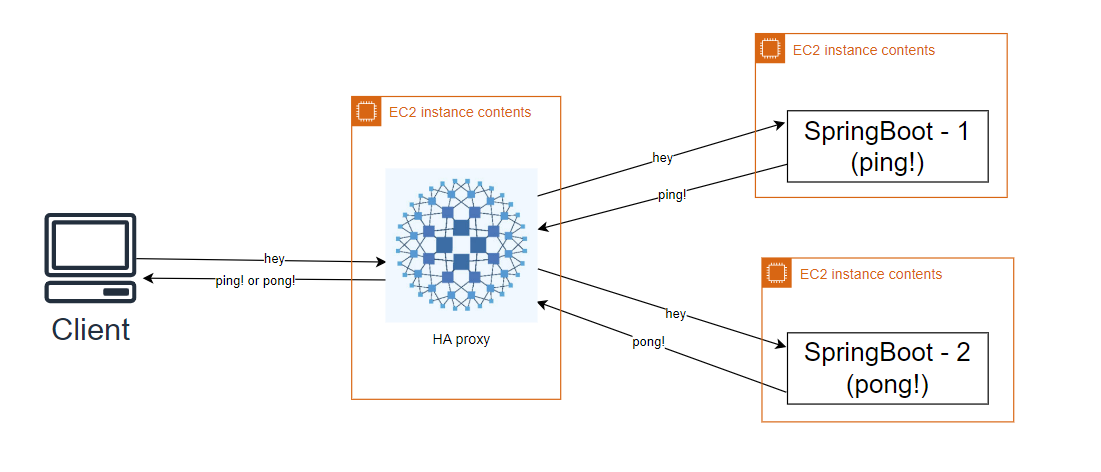 EC2 instance contents
SpringBoot - 1
(ping!)
EC2 instance contents
hey
ping!
hey
ping! or pong!
Client
HA proxy
hey
pong!
EC2 instance contents
SpringBoot - 2
(pong!)